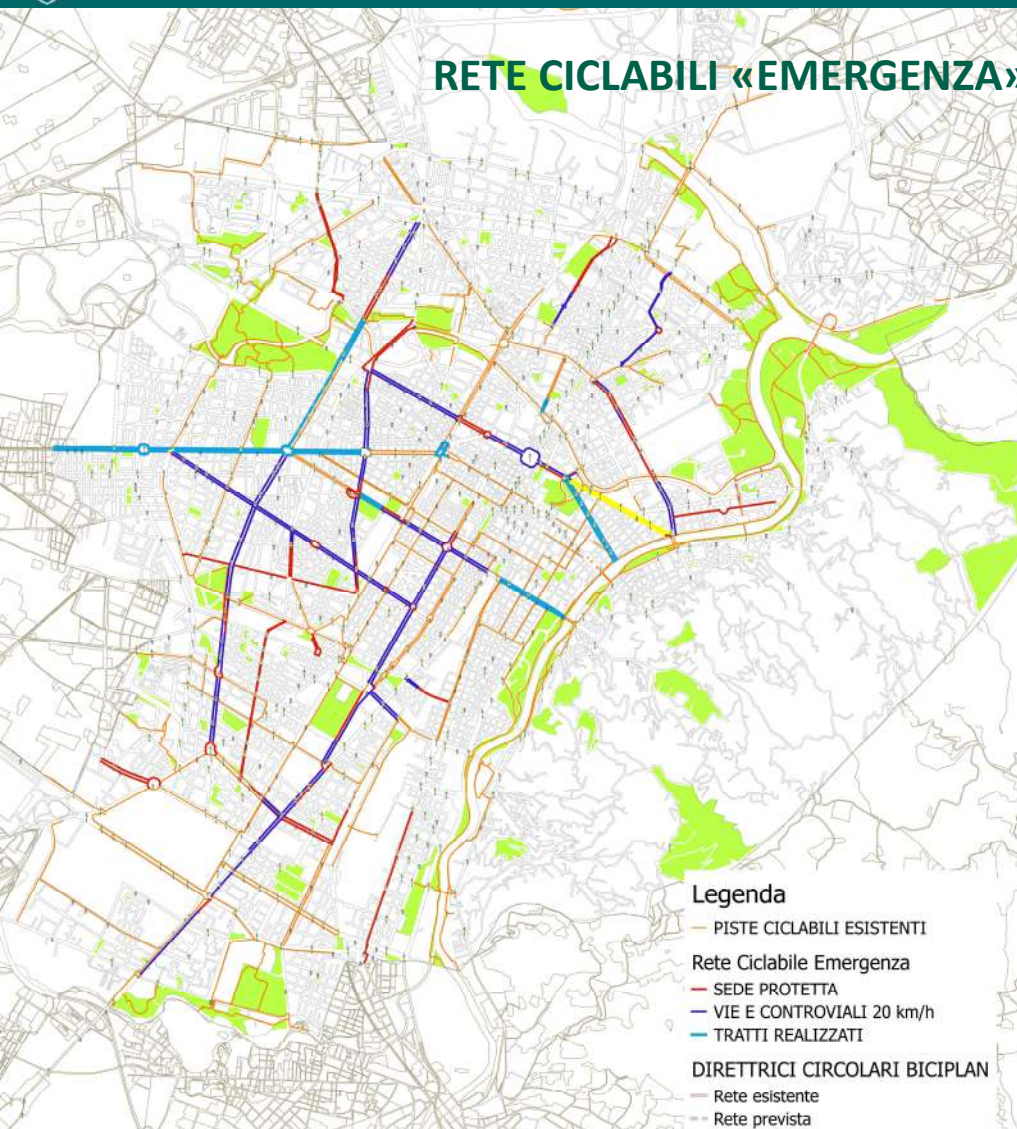 RETE CICLABILI «EMERGENZA»
Legenda
PISTE CICLABILI ESISTENTI
Rete Ciclabile Emergenza
SEDE PROTETTA
VIE E CONTROVIALI 20 km/h
TRATTI REALIZZATI
DIRETTRICI CIRCOLARI BICIPLAN
Rete esistente
Rete prevista